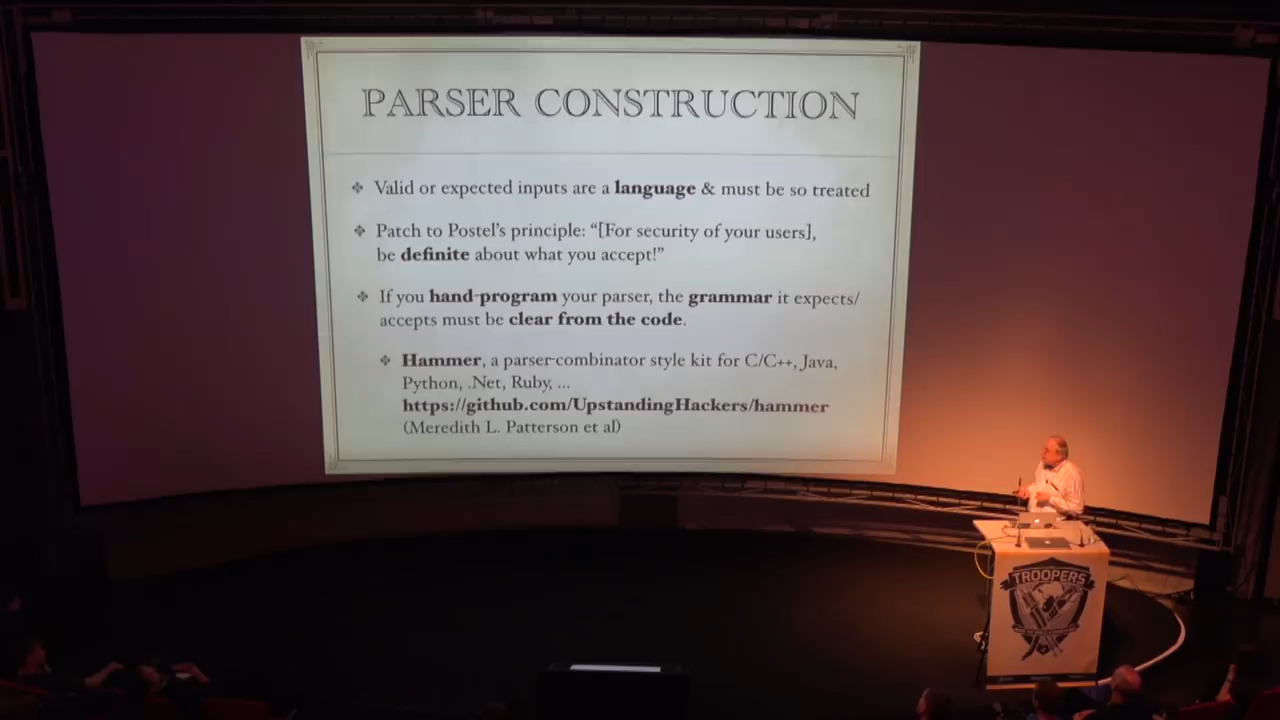 PARSER CONSTRUCTION
❖ Valid or expected inputs are a language & must be so treated
❖ Patch to Postel's principle: “[For security of your users],
be definite about what you accept!”
❖ If you hand-program your parser, the grammar it expects/
accepts must be clear from the code.
❖ Hammer, a parser-combinator style kit for C/C++, Java,
Python, .Net, Ruby, ...
https://github.com/UpstandingHackers/hammer
(Meredith L. Patterson et al)
TROOPERS